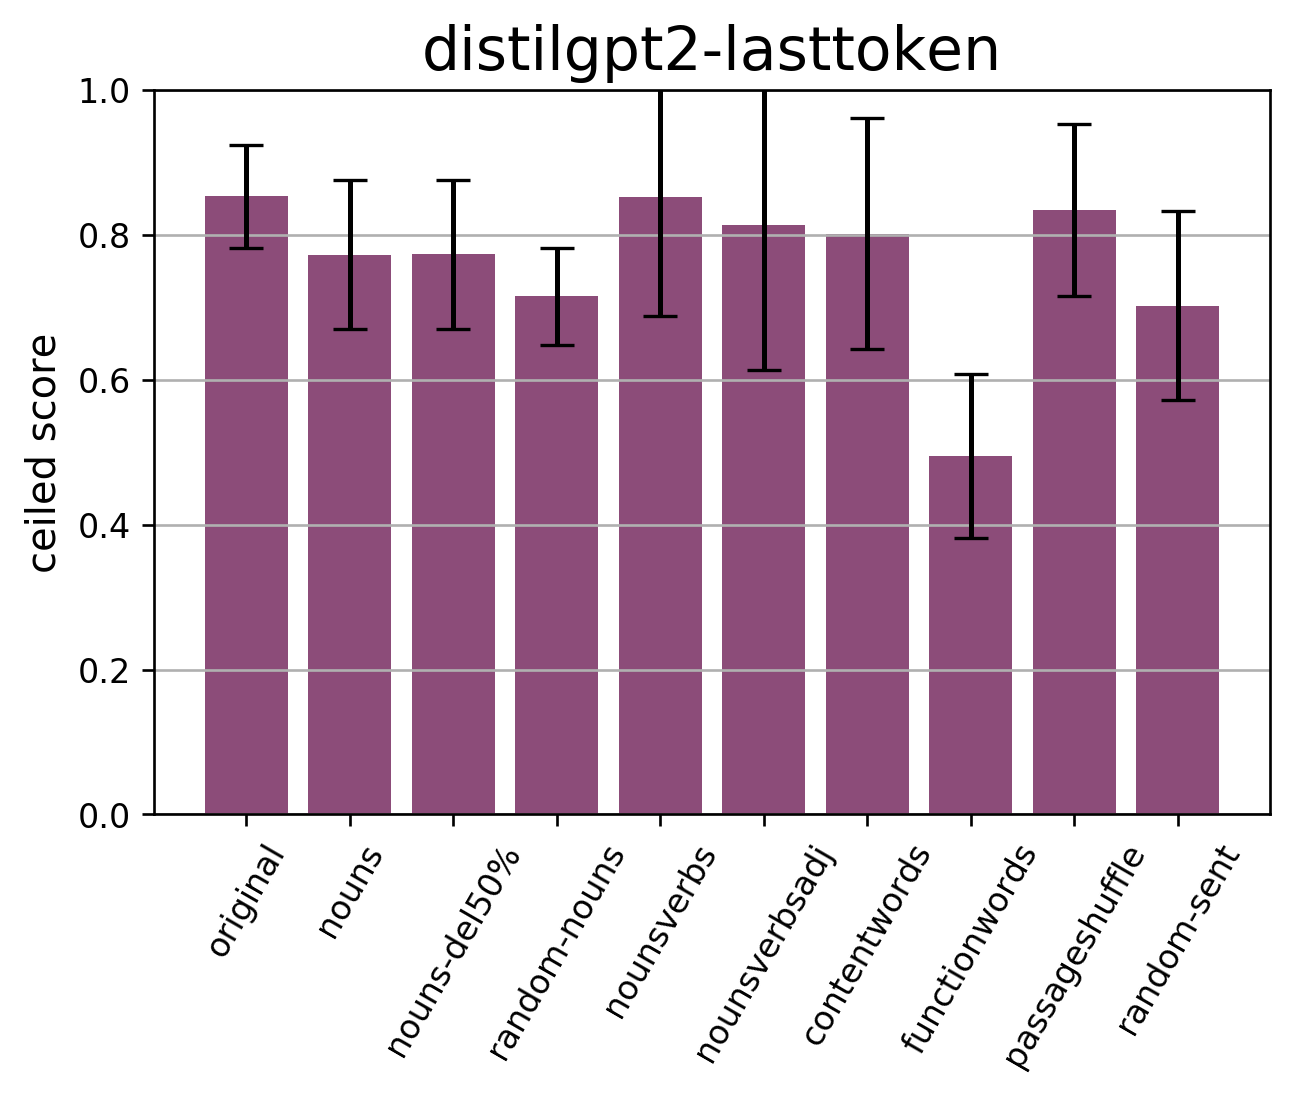 distilgpt2-lasttoken
ceiled score
1.0
0.8
0.6
0.4
0.2
0.0
original
nouns
nouns-del50%
random-nouns
nounsverbs
nounsverbsadj
contentwords
functionwords
passageshuffle
random-sent